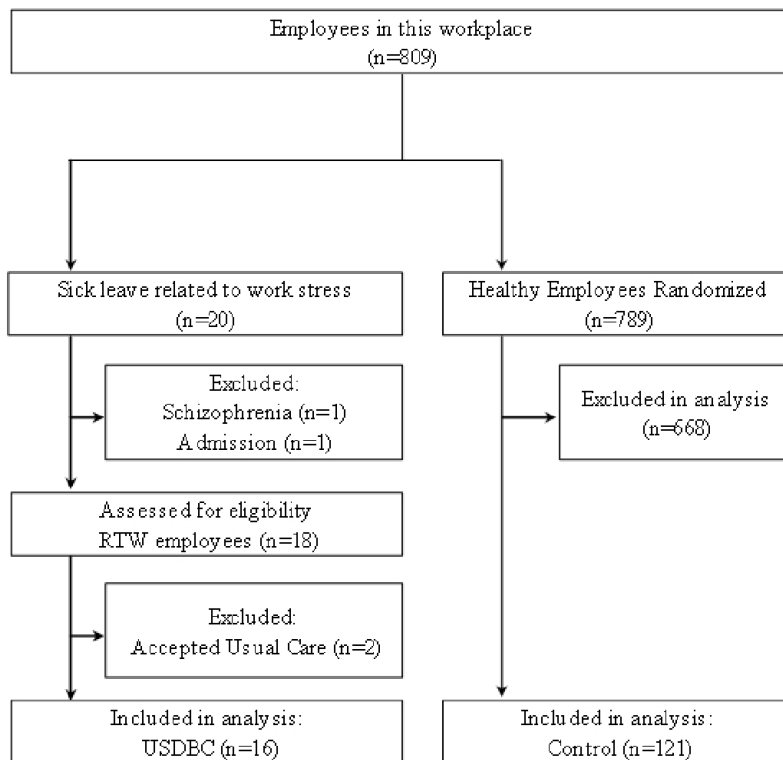 Employees in this workplace
(n=809)
Sick leave related to work stress
(n=20)
Healthy Employees Randomized
(n=789)
Excluded:
Schizophrenia (n=1)
Admission (n=1)
Excluded in analysis
(n=668)
Assessed for eligibility
RTW employees (n=18)
Excluded:
Accepted Usual Care (n=2)
Included in analysis:
USDBC (n=16)
Included in analysis:
Control (n=121)